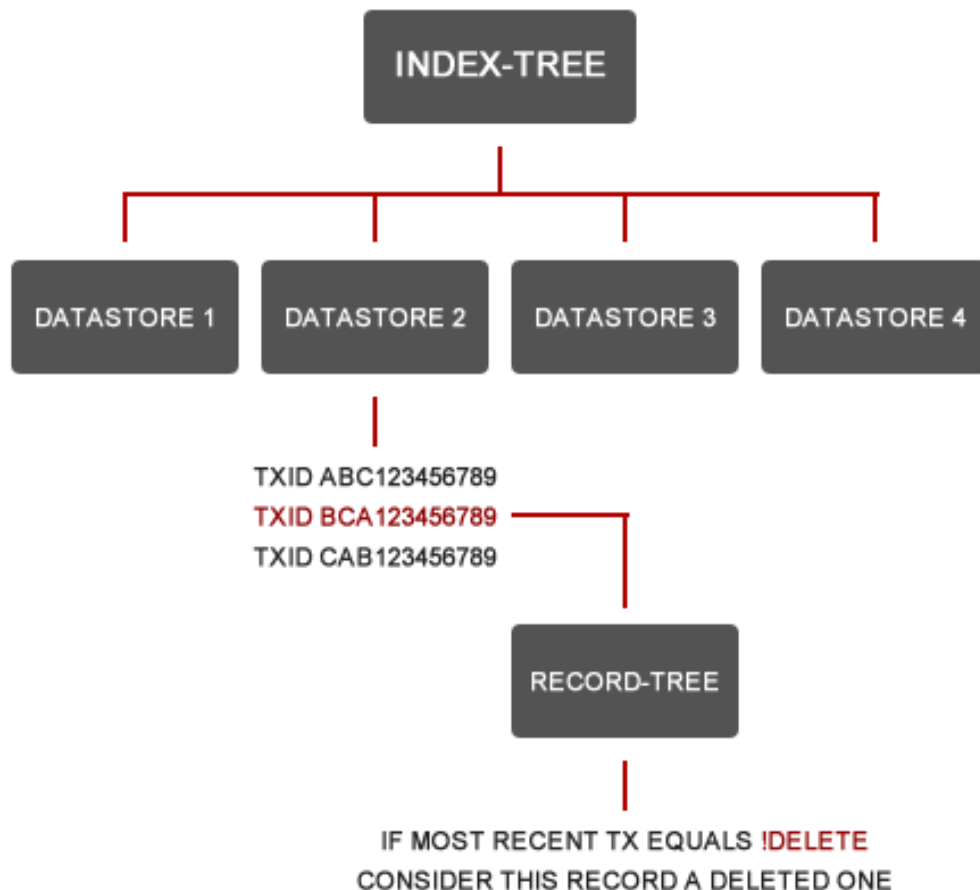 INDEX-TREE
DATASTORE 1
DATASTORE 2
DATASTORE 3
DATASTORE 4
TXID ABC123456789
TXID BCA123456789
TXID CAB123456789
RECORD-TREE
IF MOST RECENT TX EQUALS !DELETE
CONSIDER THIS RECORD A DELETED ONE